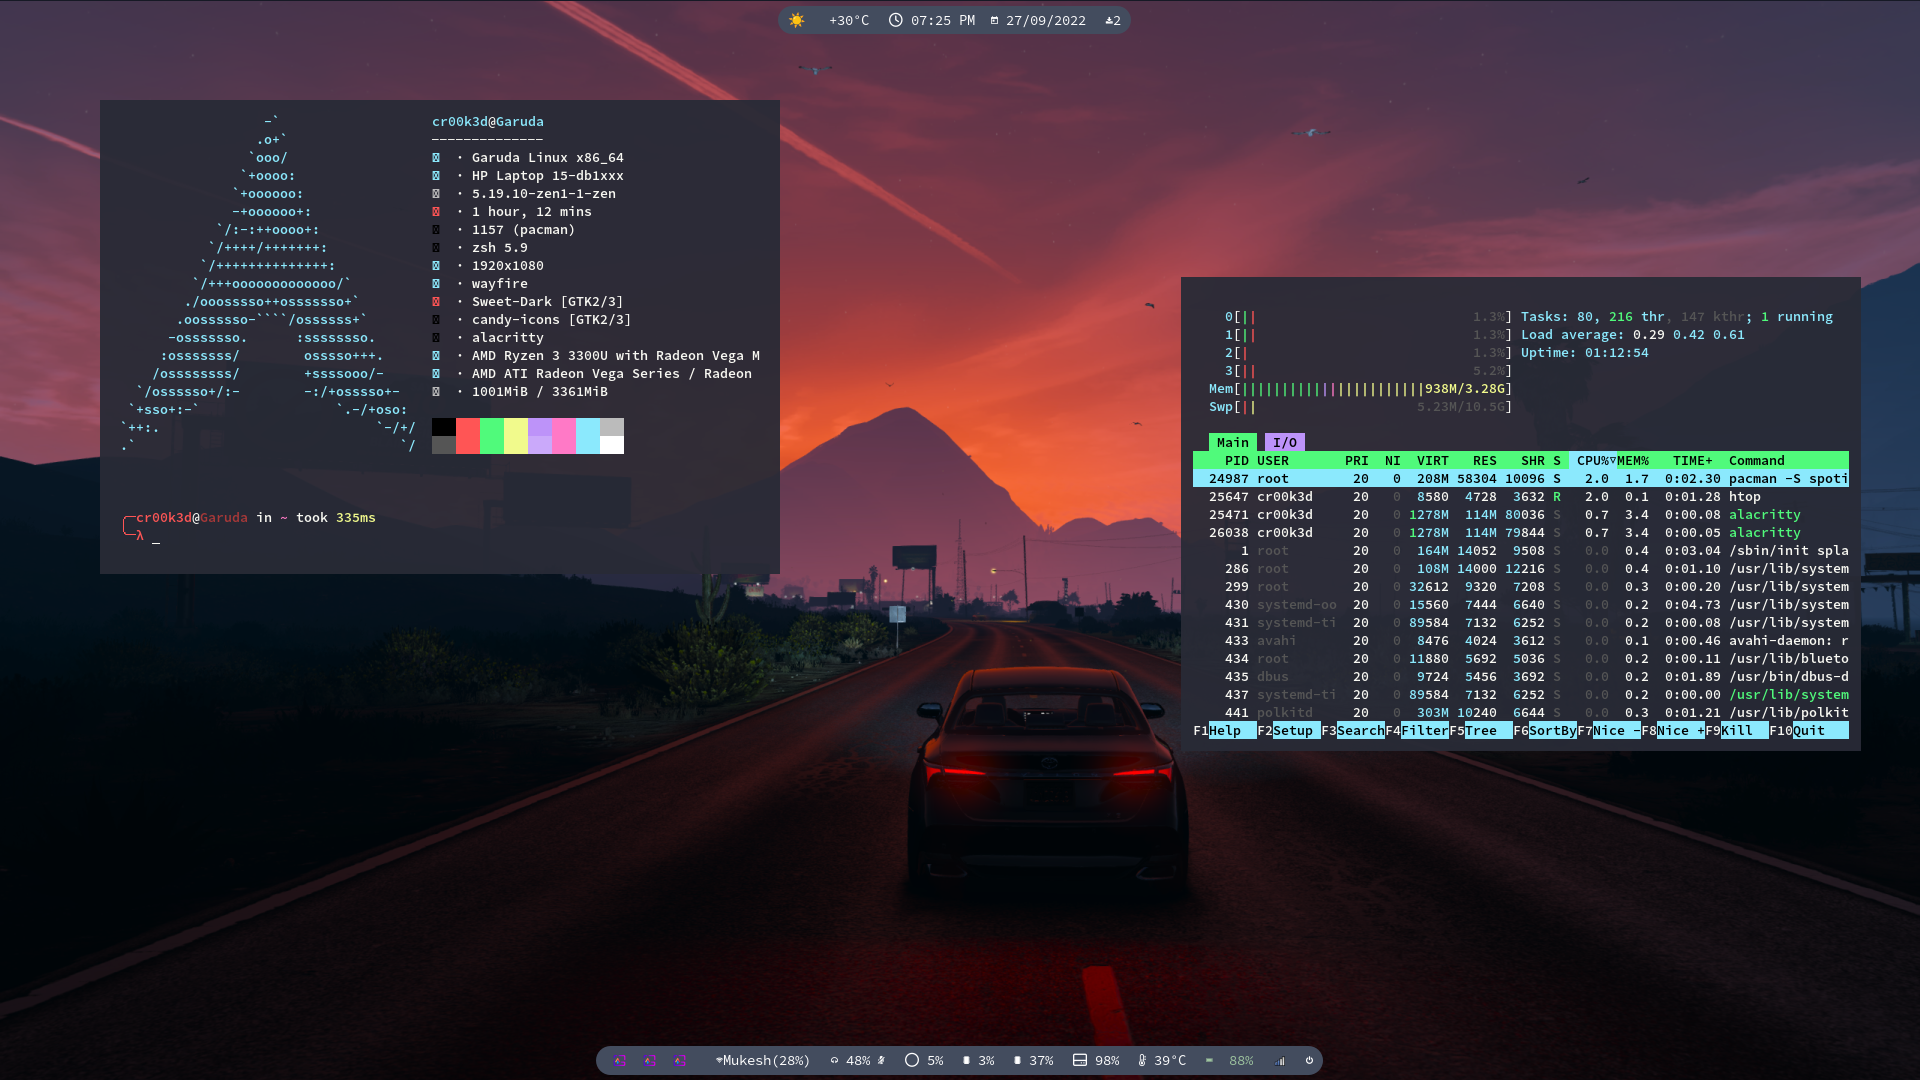 +30°C 07:25 PM 27/09/2022 2
cr00k3d@Garuda
--------------
· Garuda Linux x86_64
· HP Laptop 15-db1xxx
· 5.19.10-zen1-1-zen
· 1 hour, 12 mins
· 1157 (pacman)
· zsh 5.9
· 1920x1080
· wayfire
· Sweet-Dark [GTK2/3]
· candy-icons [GTK2/3]
· alacritty
· AMD Ryzen 3 3300U with Radeon Vega M
· AMD ATI Radeon Vega Series / Radeon
· 1001MiB / 3361MiB
cr00k3d@Garuda in ~ took 335ms
λ _
0[|| 1.3%] Tasks: 80, 216 thr, 147 kthr; 1 running
1[|| 1.3%] Load average: 0.29 0.42 0.61
2[| 1.3%] Uptime: 01:12:54
3[|| 5.2%]
Mem[|||||||||||||||||||||||938M/3.28G]
Swp[|| 5.23M/10.5G]
Main I/O
PID USER PRI NI VIRT RES SHR S CPU%▽MEM% TIME+ Command
24987 root 20 0 208M 58304 10096 S 2.0 1.7 0:02.30 pacman -S spoti
25647 cr00k3d 20 0 8580 4728 3632 R 2.0 0.1 0:01.28 htop
25471 cr00k3d 20 0 1278M 114M 80036 S 0.7 3.4 0:00.08 alacritty
26038 cr00k3d 20 0 1278M 114M 79844 S 0.7 3.4 0:00.05 alacritty
1 root 20 0 164M 14052 9508 S 0.0 0.4 0:03.04 /sbin/init spla
286 root 20 0 108M 14000 12216 S 0.0 0.4 0:01.10 /usr/lib/system
299 root 20 0 32612 9320 7208 S 0.0 0.3 0:00.20 /usr/lib/system
430 systemd-oo 20 0 15560 7444 6640 S 0.0 0.2 0:04.73 /usr/lib/system
431 systemd-ti 20 0 89584 7132 6252 S 0.0 0.2 0:00.08 /usr/lib/system
433 avahi 20 0 8476 4024 3612 S 0.0 0.1 0:00.46 avahi-daemon: r
434 root 20 0 11880 5692 5036 S 0.0 0.2 0:00.11 /usr/lib/blueto
435 dbus 20 0 9724 5456 3692 S 0.0 0.2 0:01.89 /usr/bin/dbus-d
437 systemd-ti 20 0 89584 7132 6252 S 0.0 0.2 0:00.00 /usr/lib/system
441 polkitd 20 0 303M 10240 6644 S 0.0 0.3 0:01.21 /usr/lib/polkit
F1Help F2Setup F3SearchF4FilterF5Tree F6SortByF7Nice -F8Nice +F9Kill F10Quit
Mukesh(28%) 48% 5% 3% 37% 98% 39°C 88%